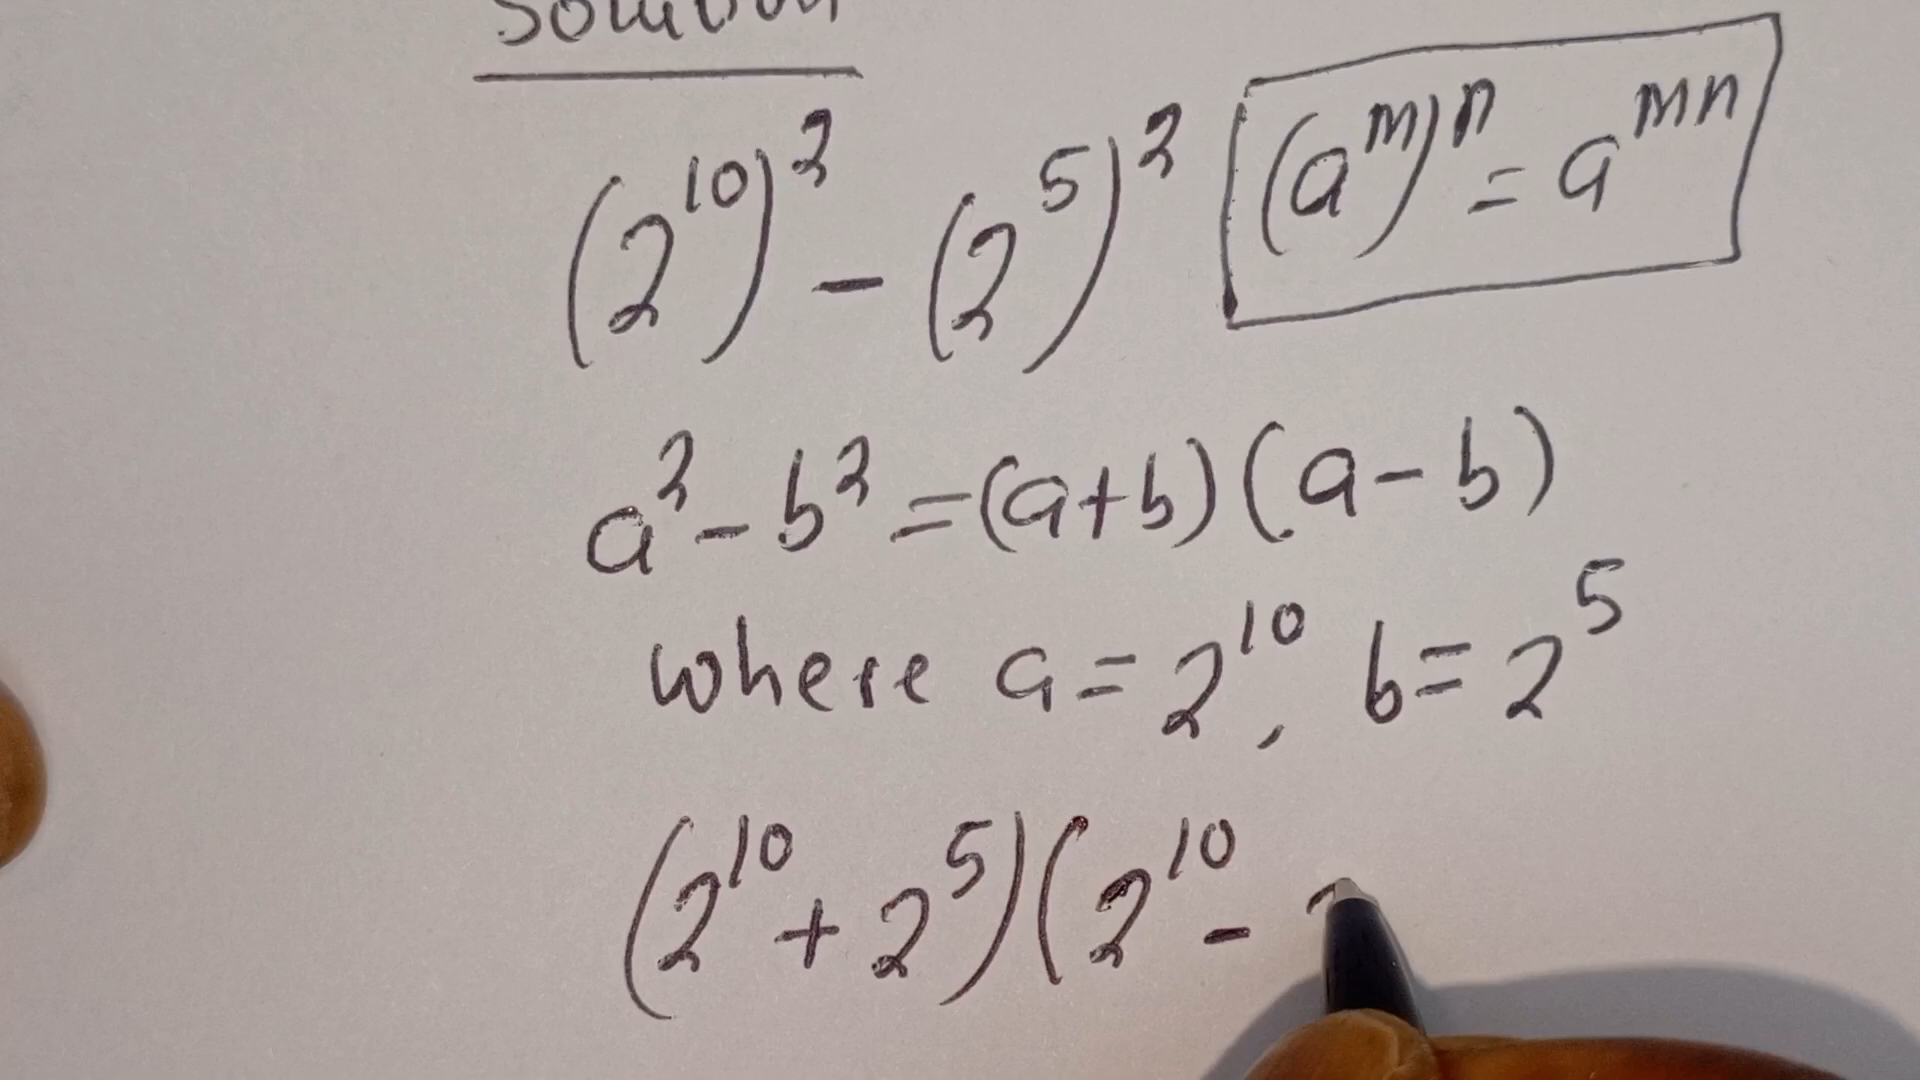 Solution
(2^10)^2 - (2^5)^2 (a^m)^n = a^mn
a^2 - b^2 = (a+b)(a-b)
where a = 2^10, b = 2^5
(2^10 + 2^5)(2^10 -